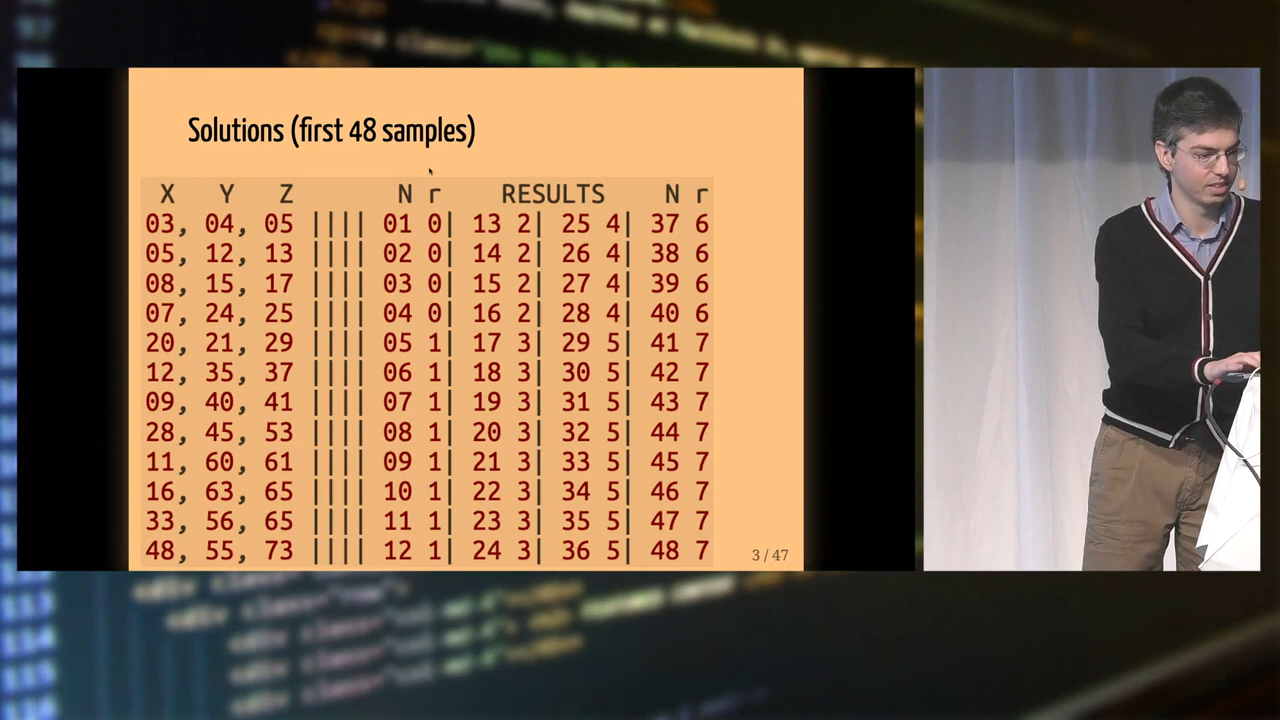 Solutions (first 48 samples)
X Y Z N r RESULTS N r
03, 04, 05 |||| 01 0| 13 2| 25 4| 37 6
05, 12, 13 |||| 02 0| 14 2| 26 4| 38 6
08, 15, 17 |||| 03 0| 15 2| 27 4| 39 6
07, 24, 25 |||| 04 0| 16 2| 28 4| 40 6
20, 21, 29 |||| 05 1| 17 3| 29 5| 41 7
12, 35, 37 |||| 06 1| 18 3| 30 5| 42 7
09, 40, 41 |||| 07 1| 19 3| 31 5| 43 7
28, 45, 53 |||| 08 1| 20 3| 32 5| 44 7
11, 60, 61 |||| 09 1| 21 3| 33 5| 45 7
16, 63, 65 |||| 10 1| 22 3| 34 5| 46 7
33, 56, 65 |||| 11 1| 23 3| 35 5| 47 7
48, 55, 73 |||| 12 1| 24 3| 36 5| 48 7
3 / 47